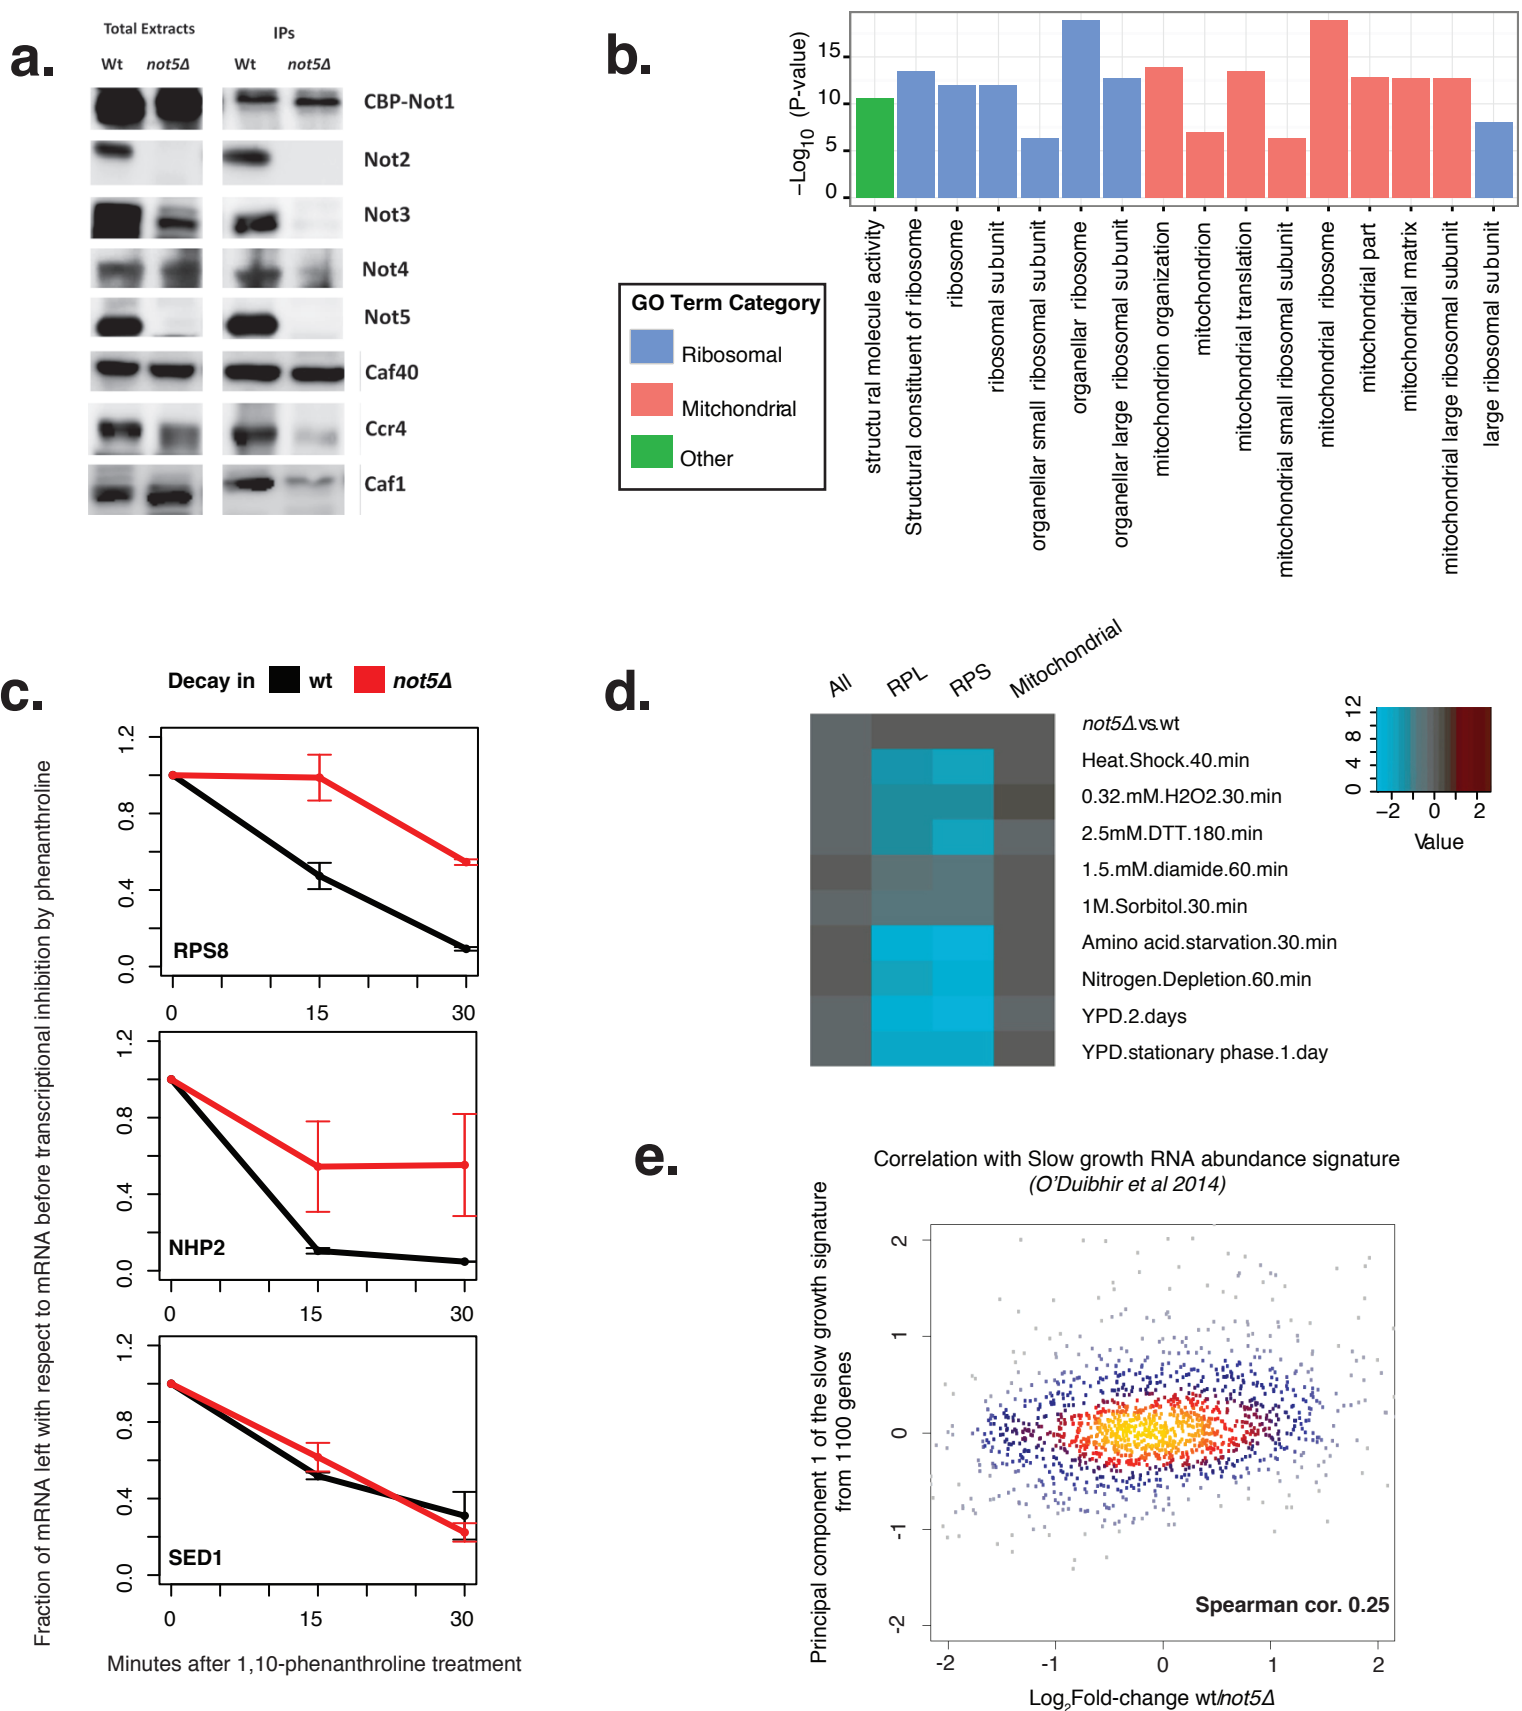 a.
Total Extracts
IPs
Wt
not5Δ
Wt
not5Δ
CBP-Not1
Not2
Not3
Not4
Not5
Caf40
Ccr4
Caf1
b.
−Log10 (P-value)
15
10
5
0
structural molecule activity
Structural constituent of ribosome
ribosome
ribosomal subunit
organellar small ribosomal subunit
organellar ribosome
organellar large ribosomal subunit
mitochondrion organization
mitochondrion
mitochondrial translation
mitochondrial small ribosomal subunit
mitochondrial ribosome
mitochondrial part
mitochondrial matrix
mitochondrial large ribosomal subunit
large ribosomal subunit
GO Term Category
Ribosomal
Mitchondrial
Other
c.
Decay in wt not5Δ
Fraction of mRNA left with respect to mRNA before transcriptional inhibition by phenanthroline
1.2
0.8
0.4
0.0
RPS8
0 15 30
1.2
0.8
0.4
0.0
NHP2
0 15 30
1.2
0.8
0.4
0.0
SED1
0 15 30
Minutes after 1,10-phenanthroline treatment
d.
All
RPL
RPS
Mitochondrial
not5Δ.vs.wt
Heat.Shock.40.min
0.32.mM.H2O2.30.min
2.5mM.DTT.180.min
1.5.mM.diamide.60.min
1M.Sorbitol.30.min
Amino acid.starvation.30.min
Nitrogen.Depletion.60.min
YPD.2.days
YPD.stationary phase.1.day
12
8
4
0
−2 0 2
Value
e.
Correlation with Slow growth RNA abundance signature
(O'Duibhir et al 2014)
Principal component 1 of the slow growth signature
from 1100 genes
2
1
0
-1
-2
Spearman cor. 0.25
-2 -1 0 1 2
Log2Fold-change wt/not5Δ